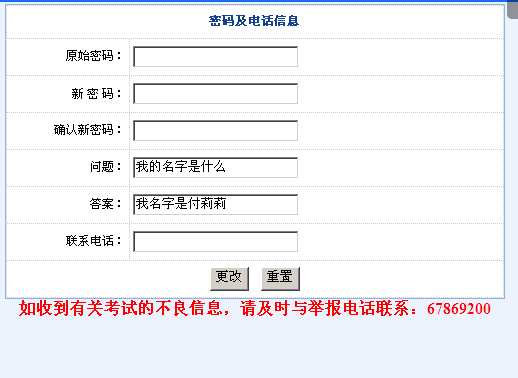 密码及电话信息
原始密码：
新 密 码：
确认新密码：
问题： 我的名字是什么
答案： 我名字是付莉莉
联系电话：
更改 重置
如收到有关考试的不良信息，请及时与举报电话联系：67869200